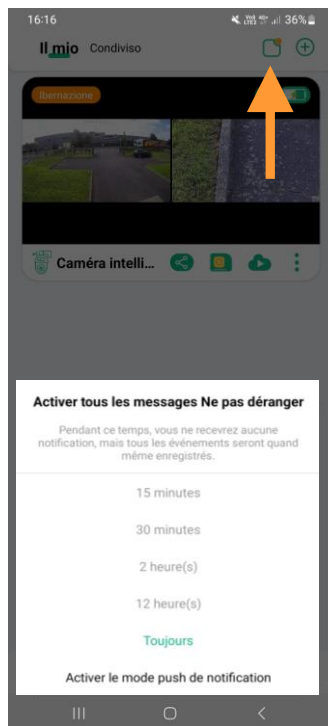 16:16
36%
Il mio Condiviso
Ibernazione
Caméra intelli...
Activer tous les messages Ne pas déranger
Pendant ce temps, vous ne recevrez aucune
notification, mais tous les événements seront quand
même enregistrés.
15 minutes
30 minutes
2 heure(s)
12 heure(s)
Toujours
Activer le mode push de notification